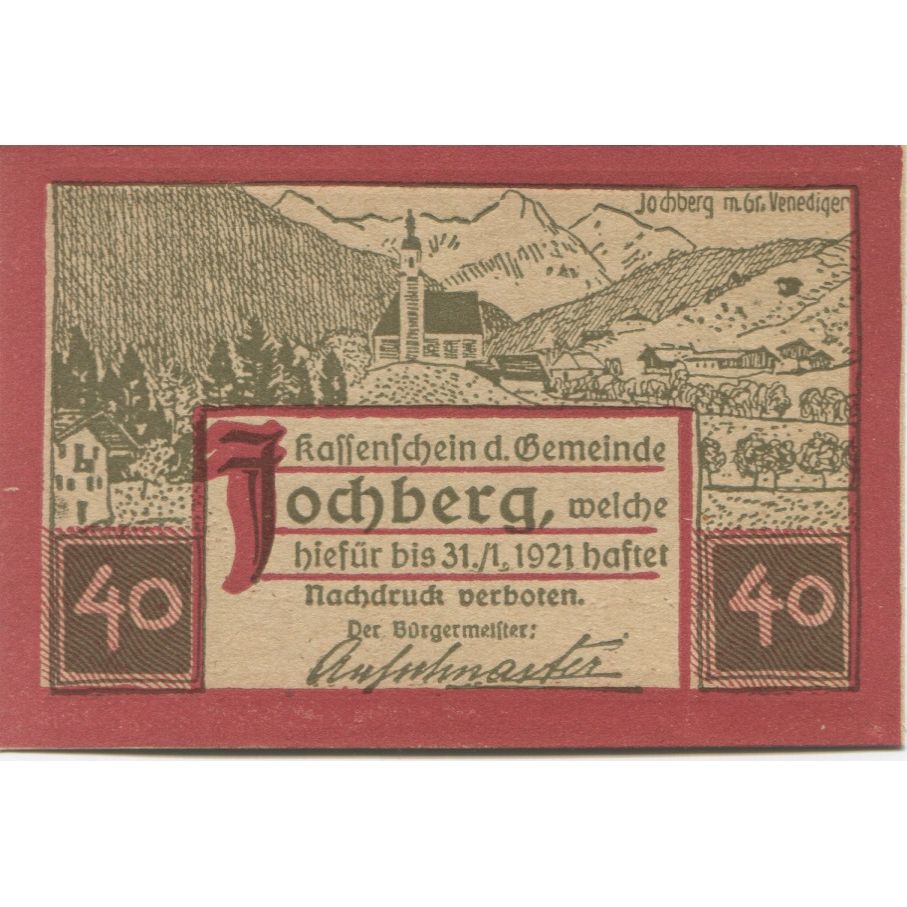 Jochberg m. Gr. Venediger
Kassenschein d. Gemeinde
Jochberg, welche
hiefür bis 31./1. 1921 haftet
Nachdruck verboten.
Der Bürgermeister:
40
40